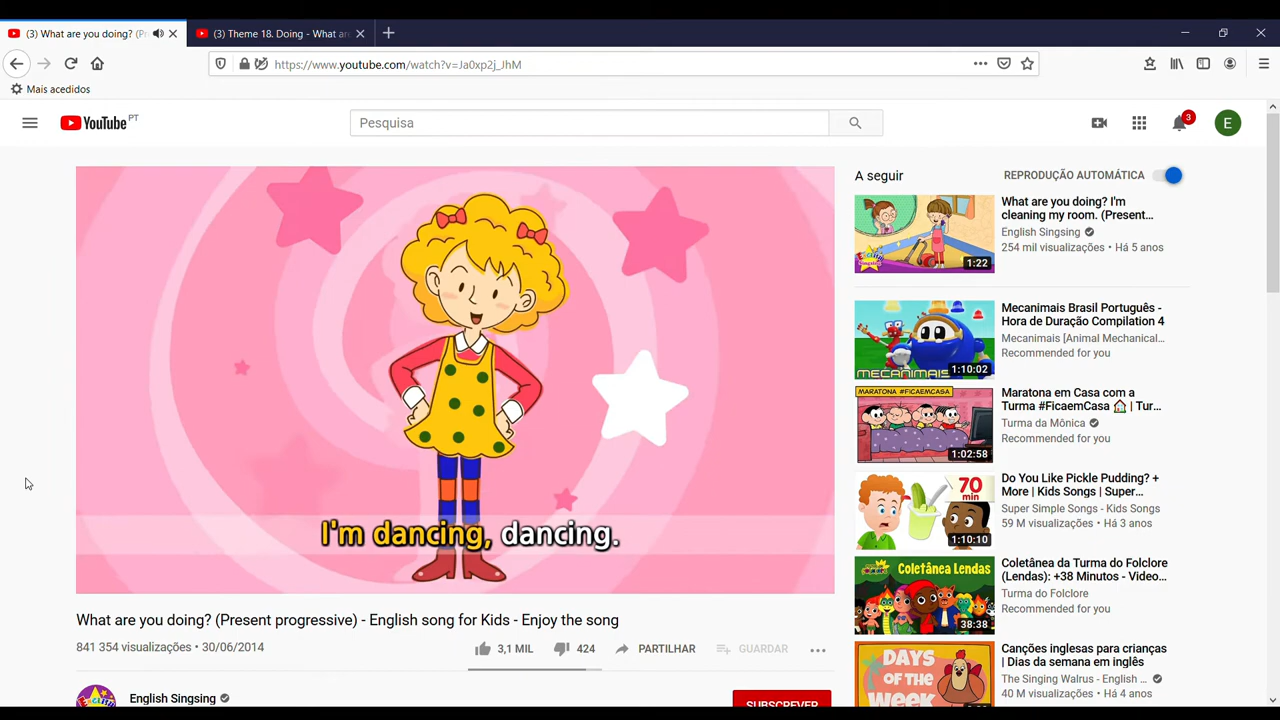 (3) What are you doing? (Pr
(3) Theme 18. Doing - What ar
https://www.youtube.com/watch?v=Ja0xp2j_JhM
Mais acedidos
YouTube PT
Pesquisa
3
E
I'm dancing, dancing.
What are you doing? (Present progressive) - English song for Kids - Enjoy the song
841 354 visualizações • 30/06/2014
3,1 MIL
424
PARTILHAR
GUARDAR
English Singsing
SUBSCREVER
A seguir
REPRODUÇÃO AUTOMÁTICA
What are you doing? I'm
cleaning my room. (Present...
English Singsing
254 mil visualizações • Há 5 anos
1:22
Mecanimais Brasil Português -
Hora de Duração Compilation 4
Mecanimais [Animal Mechanical...
Recommended for you
MECANIMAIS
1:10:02
Maratona em Casa com a
Turma #FicaemCasa 🏠 | Tur...
Turma da Mônica
Recommended for you
MARATONA #FICAEMCASA
1:02:58
Do You Like Pickle Pudding? +
More | Kids Songs | Super...
Super Simple Songs - Kids Songs
59 M visualizações • Há 3 anos
70
min
1:10:10
Coletânea da Turma do Folclore
(Lendas): +38 Minutos - Video...
Turma do Folclore
Recommended for you
Coletânea Lendas
38:38
Canções inglesas para crianças
| Dias da semana em inglês
The Singing Walrus - English ...
40 M visualizações • Há 4 anos
DAYS
OF THE
WEEK